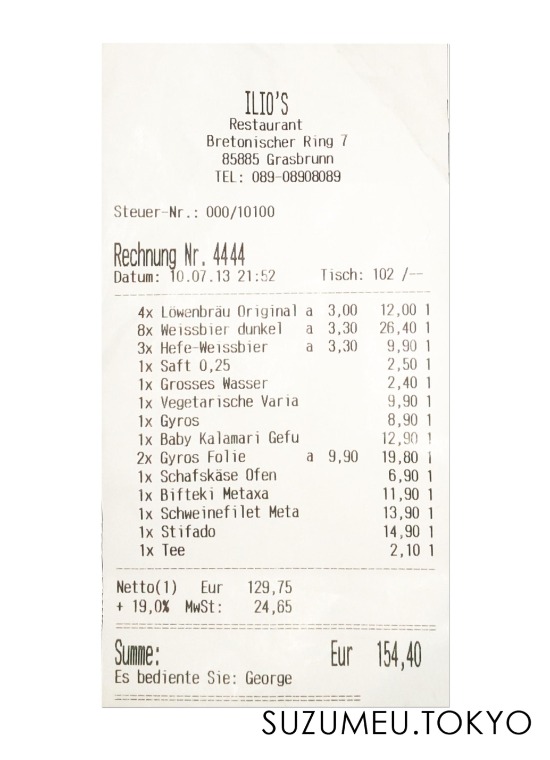 ILIO'S
Restaurant
Bretonischer Ring 7
85885 Grasbrunn
TEL: 089-08908089
Steuer-Nr.: 000/10100
Rechnung Nr. 4444
Datum: 10.07.13 21:52 Tisch: 102 /--
4x Löwenbräu Original a 3,00 12,00 1
8x Weissbier dunkel a 3,30 26,40 1
3x Hefe-Weissbier a 3,30 9,90 1
1x Saft 0,25 2,50 1
1x Grosses Wasser 2,40 1
1x Vegetarische Varia 9,90 1
1x Gyros 8,90 1
1x Baby Kalamari Gefu 12,90 1
2x Gyros Folie a 9,90 19,80 1
1x Schafskäse Ofen 6,90 1
1x Bifteki Metaxa 11,90 1
1x Schweinefilet Meta 13,90 1
1x Stifado 14,90 1
1x Tee 2,10 1
Netto(1) Eur 129,75
+ 19,0% MwSt: 24,65
Summe: Eur 154,40
Es bediente Sie: George
SUZUMEU.TOKYO